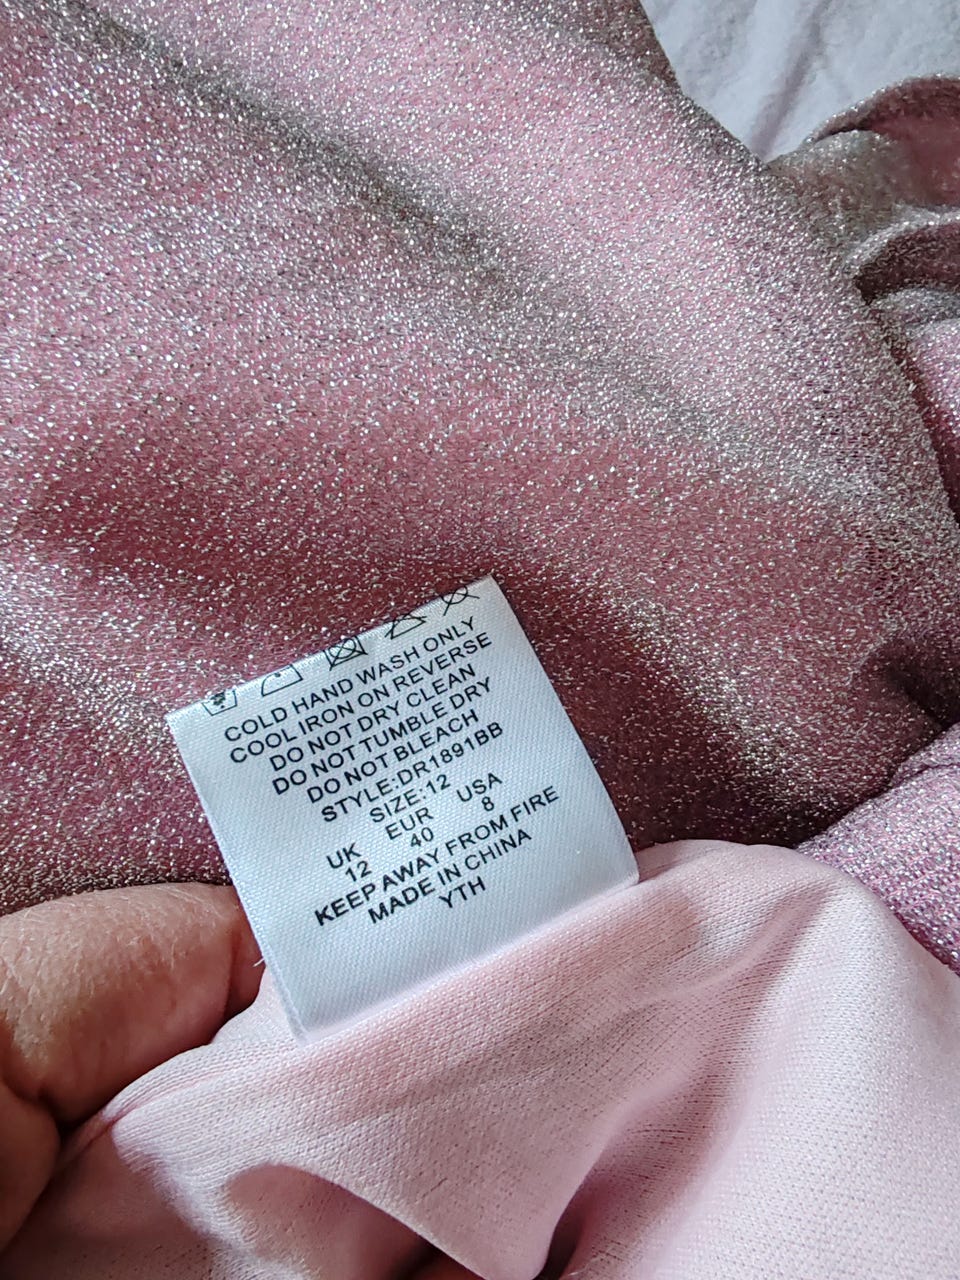 COLD HAND WASH ONLY
COOL IRON ON REVERSE
DO NOT DRY CLEAN
DO NOT TUMBLE DRY
DO NOT BLEACH
STYLE:DR1891BB
SIZE:12
UK EUR USA
12 40 8
KEEP AWAY FROM FIRE
MADE IN CHINA
YTH